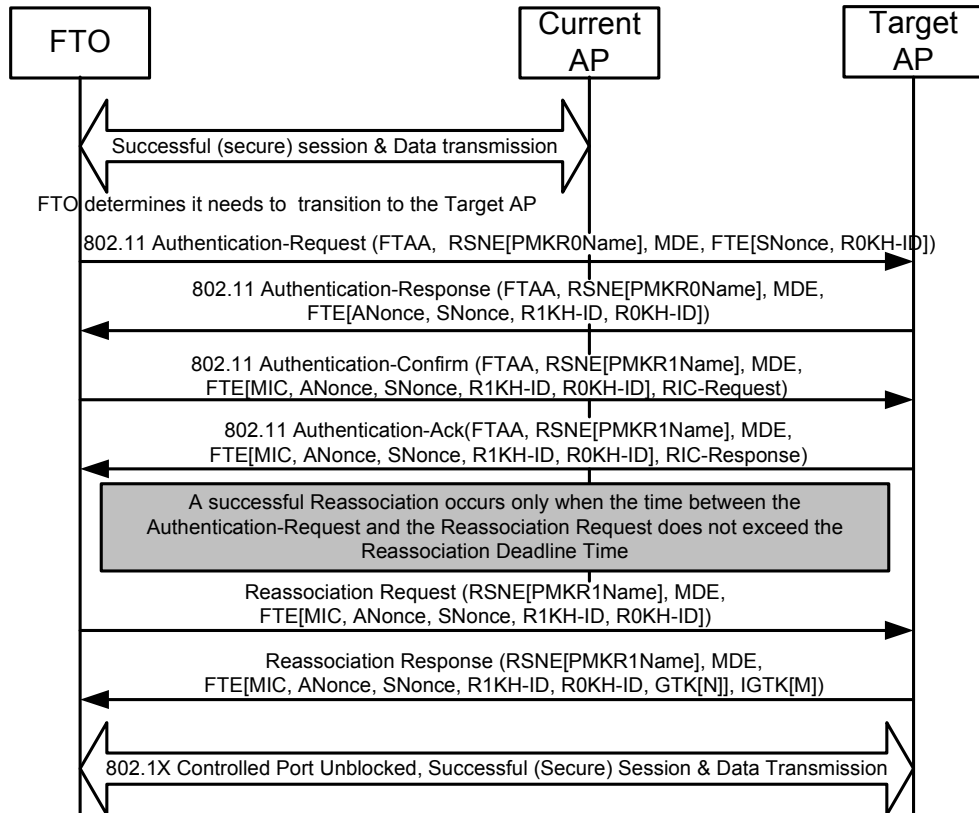 FTO
Current
AP
Target
AP
Successful (secure) session & Data transmission
FTO determines it needs to  transition to the Target AP
802.11 Authentication-Request (FTAA,  RSNE[PMKR0Name], MDE, FTE[SNonce, R0KH-ID])
802.11 Authentication-Response (FTAA, RSNE[PMKR0Name], MDE,
FTE[ANonce, SNonce, R1KH-ID, R0KH-ID])
802.11 Authentication-Confirm (FTAA, RSNE[PMKR1Name], MDE,
FTE[MIC, ANonce, SNonce, R1KH-ID, R0KH-ID], RIC-Request)
802.11 Authentication-Ack(FTAA, RSNE[PMKR1Name], MDE,
FTE[MIC, ANonce, SNonce, R1KH-ID, R0KH-ID], RIC-Response)
A successful Reassociation occurs only when the time between the
Authentication-Request and the Reassociation Request does not exceed the
Reassociation Deadline Time
Reassociation Request (RSNE[PMKR1Name], MDE,
FTE[MIC, ANonce, SNonce, R1KH-ID, R0KH-ID])
Reassociation Response (RSNE[PMKR1Name], MDE,
FTE[MIC, ANonce, SNonce, R1KH-ID, R0KH-ID, GTK[N]], IGTK[M])
802.1X Controlled Port Unblocked, Successful (Secure) Session & Data Transmission